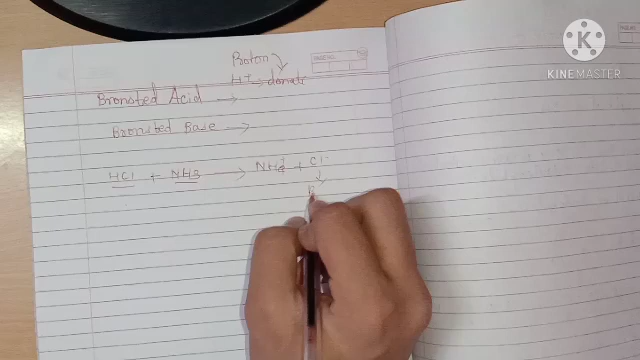 Proton
H+ → donate
Bronsted Acid →
Bronsted Base →
HCl + NH3 → NH4+ + Cl-
KINEMASTER